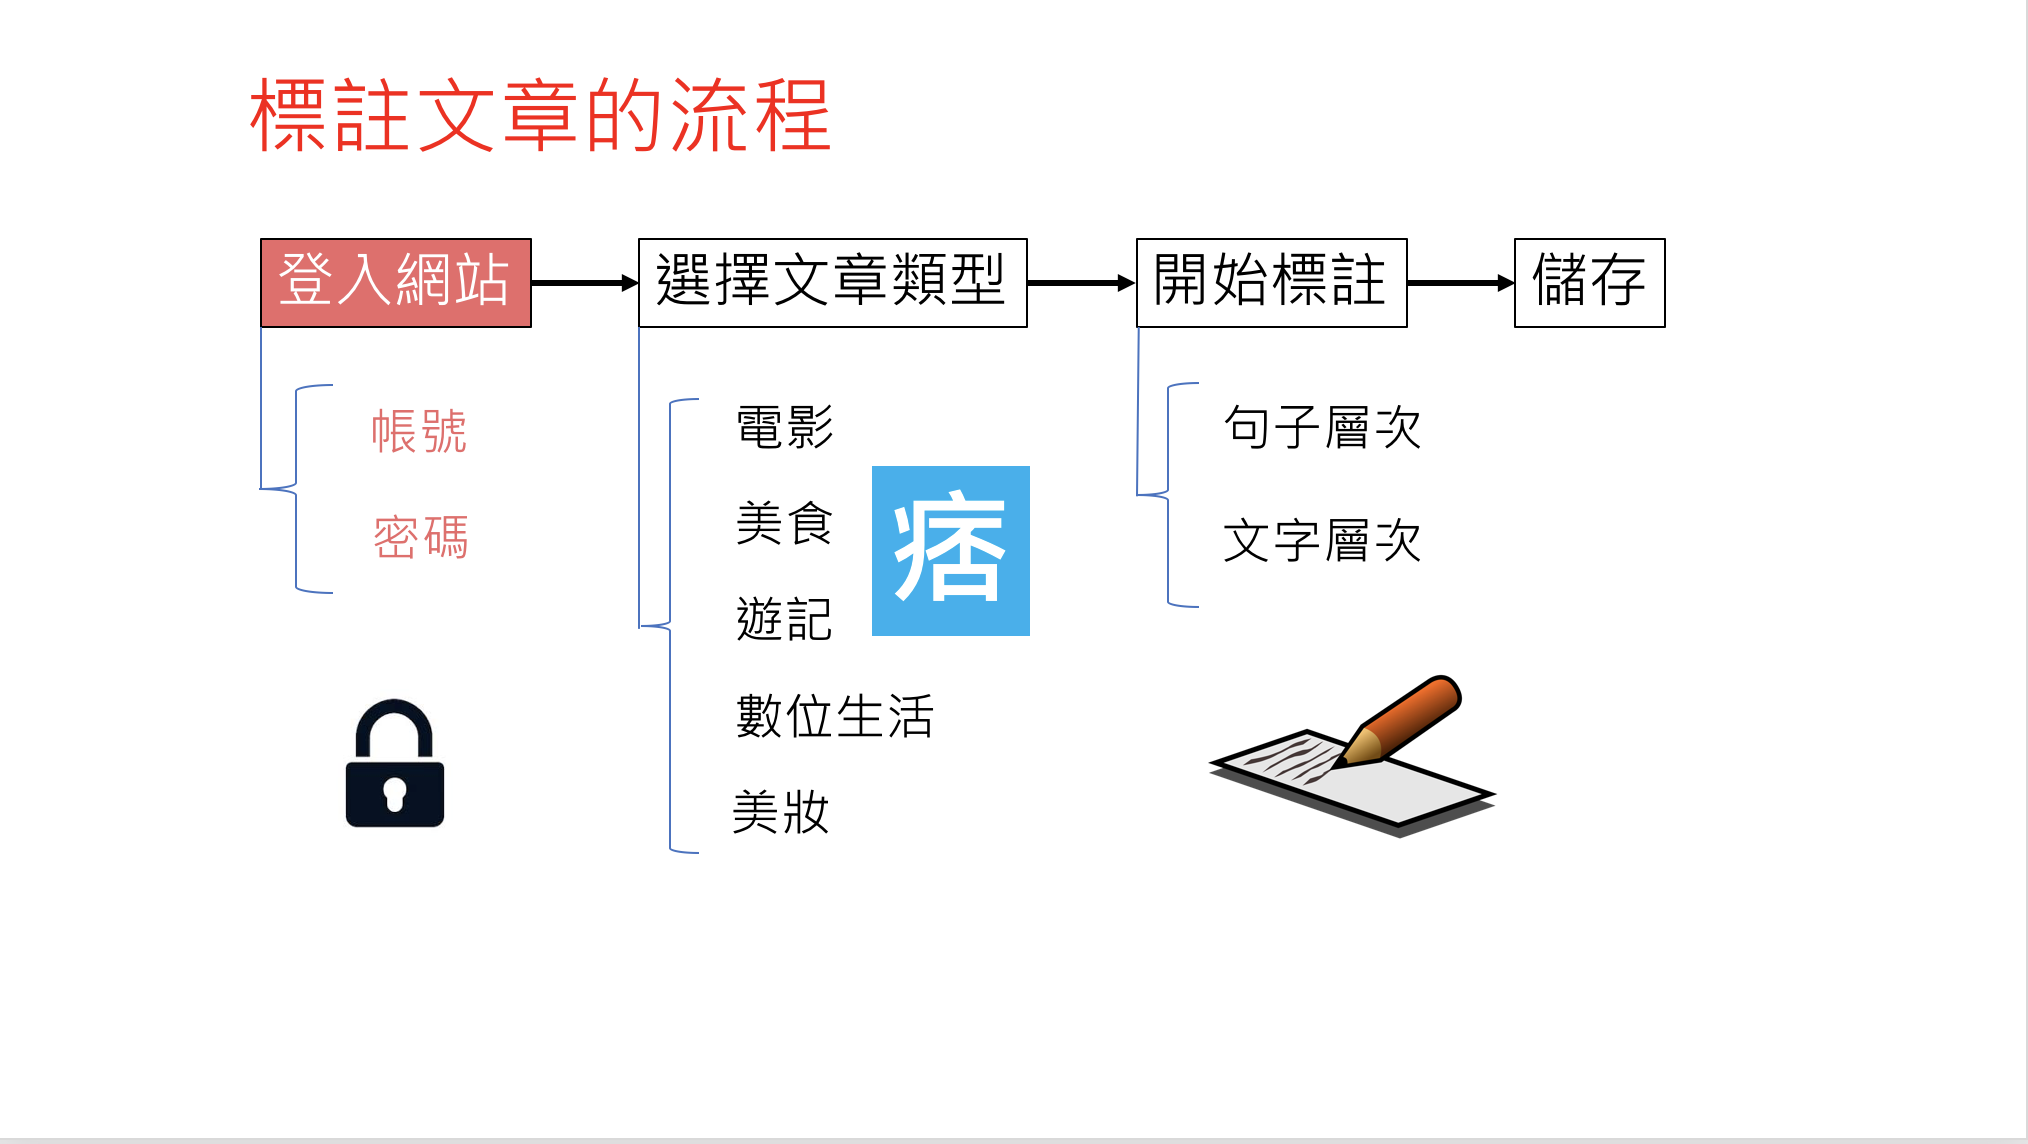 標註文章的流程
登入網站
選擇文章類型
開始標註
儲存
帳號
密碼
電影
美食
遊記
數位生活
美妝
痞
句子層次
文字層次